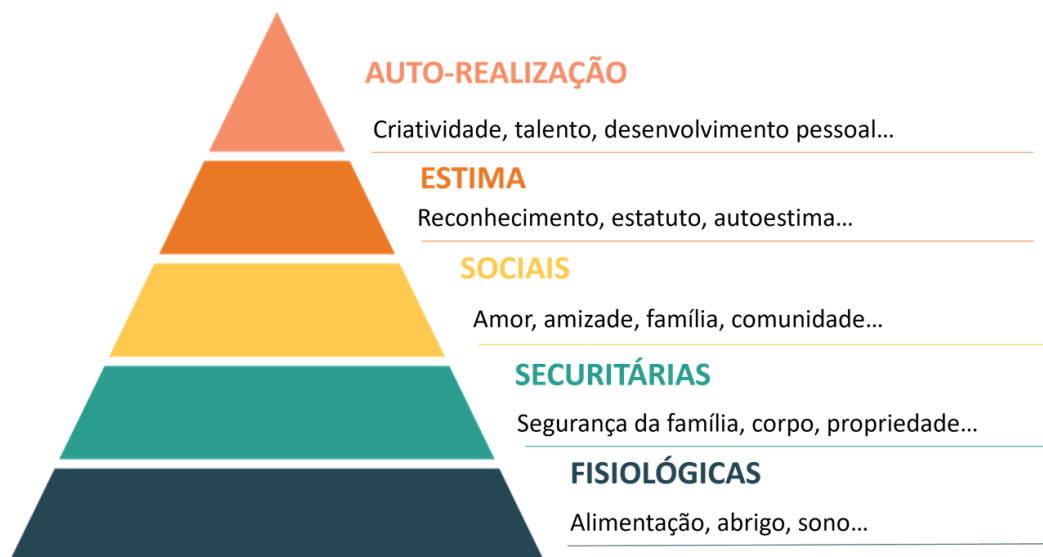 AUTO-REALIZAÇÃO
Criatividade, talento, desenvolvimento pessoal...
ESTIMA
Reconhecimento, estatuto, autoestima...
SOCIAIS
Amor, amizade, família, comunidade...
SECURITÁRIAS
Segurança da família, corpo, propriedade...
FISIOLÓGICAS
Alimentação, abrigo, sono...